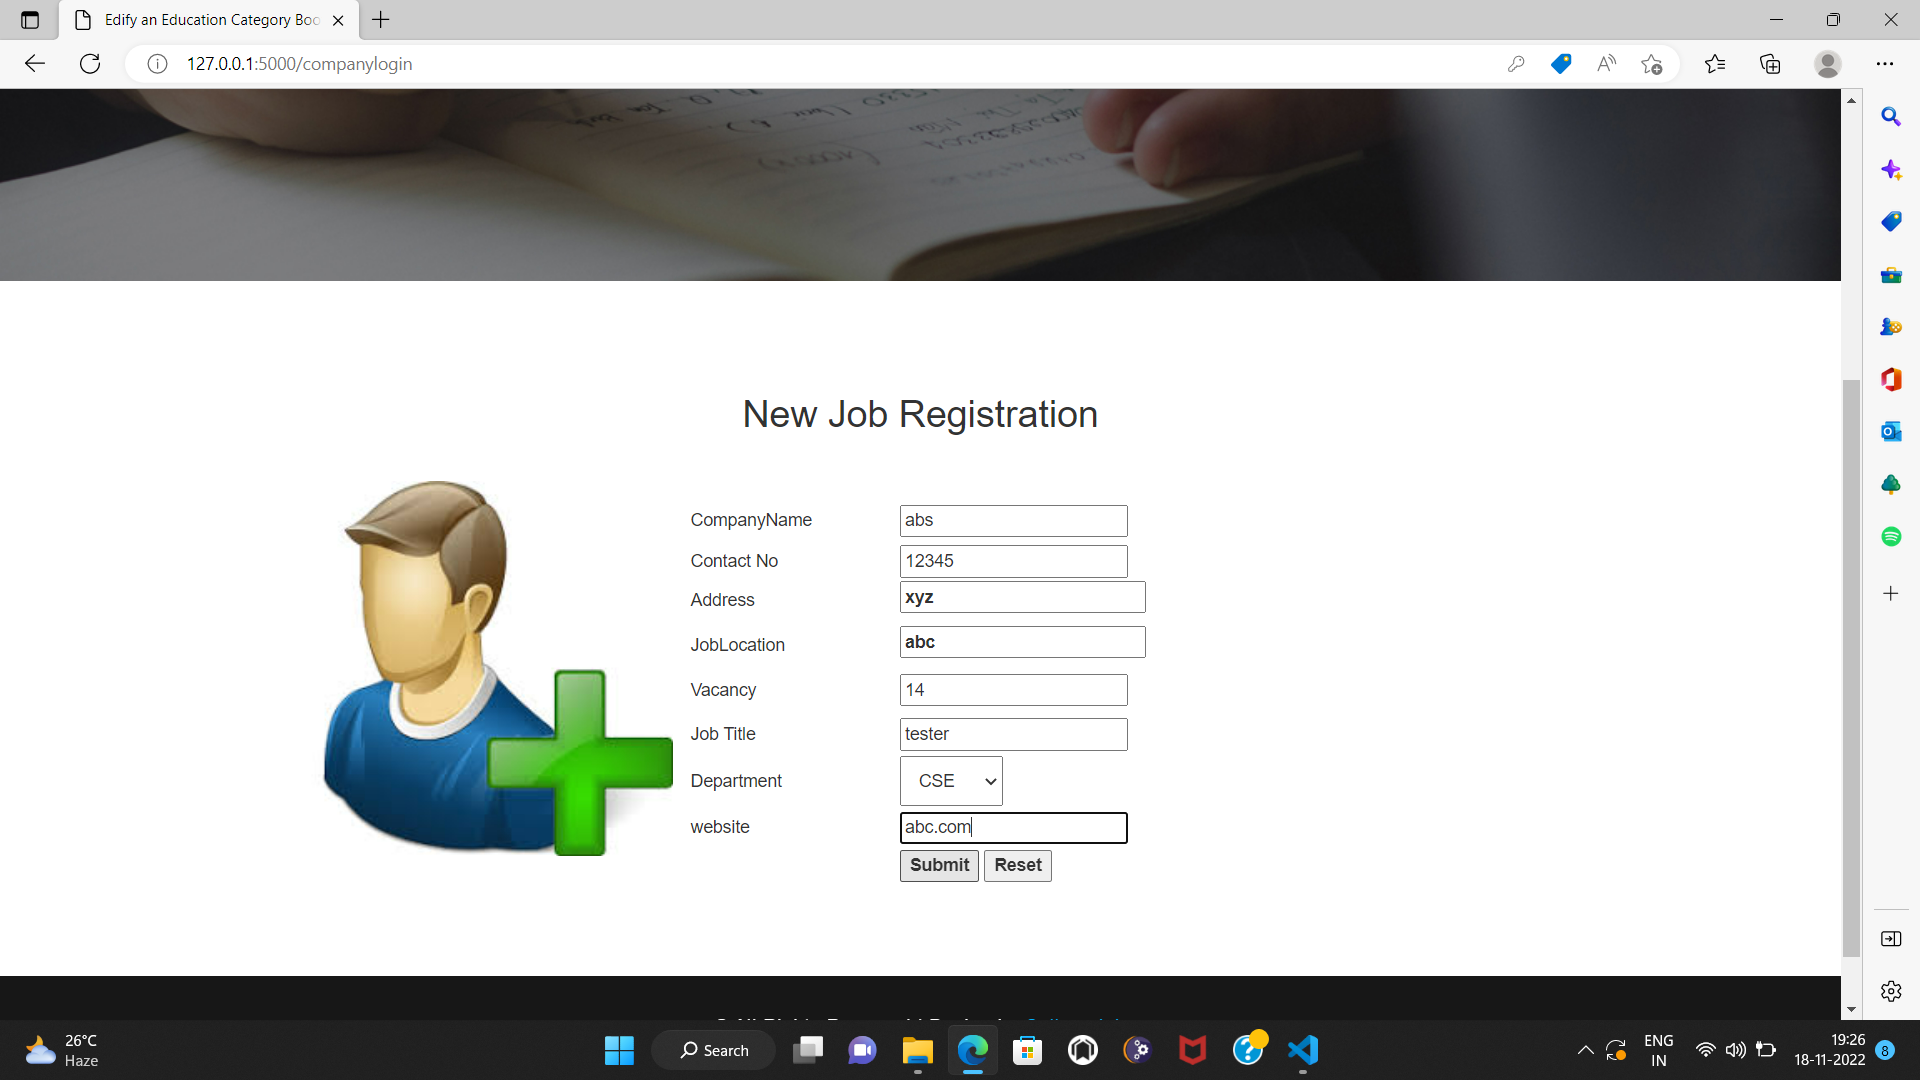 Edify an Education Category Boo
127.0.0.1:5000/companylogin
New Job Registration
CompanyName abs
Contact No 12345
Address xyz
JobLocation abc
Vacancy 14
Job Title tester
Department CSE
website abc.com
Submit Reset
26°C
Haze
Search
ENG
IN
19:26
18-11-2022
8